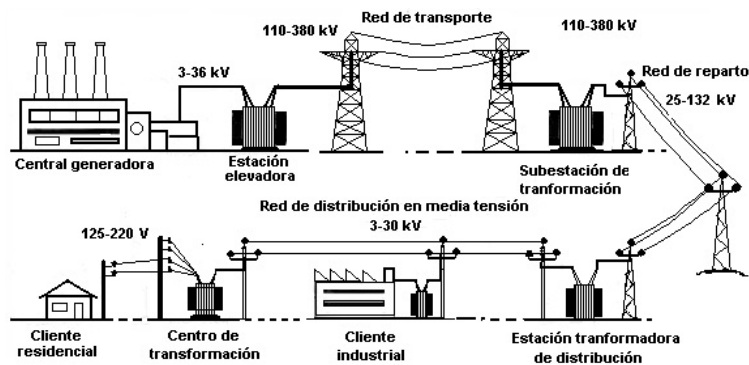 110-380 kV
Red de transporte
110-380 kV
3-36 kV
Red de reparto
25-132 kV
Central generadora
Estación
elevadora
Subestación de
tranformación
Red de distribución en media tensión
3-30 kV
125-220 V
Cliente
residencial
Centro de
transformación
Cliente
industrial
Estación tranformadora
de distribución